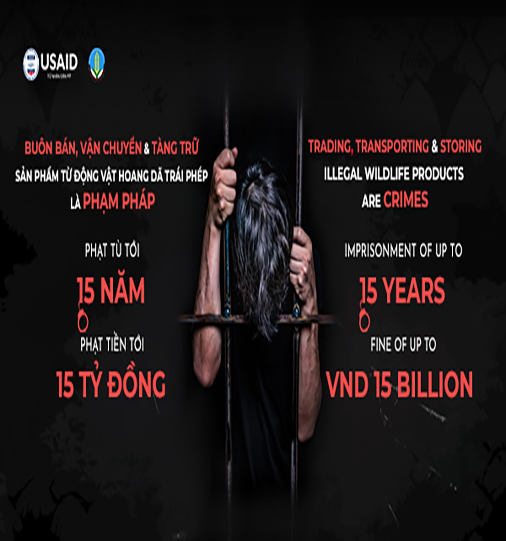 USAID
BUÔN BÁN, VẬN CHUYỂN & TÀNG TRỮ
SẢN PHẨM TỪ ĐỘNG VẬT HOANG DÃ TRÁI PHÉP
LÀ PHẠM PHÁP
PHẠT TÙ TỚI
15 NĂM
PHẠT TIỀN TỚI
15 TỶ ĐỒNG
TRADING, TRANSPORTING & STORING
ILLEGAL WILDLIFE PRODUCTS
ARE CRIMES
IMPRISONMENT OF UP TO
15 YEARS
FINE OF UP TO
VND 15 BILLION